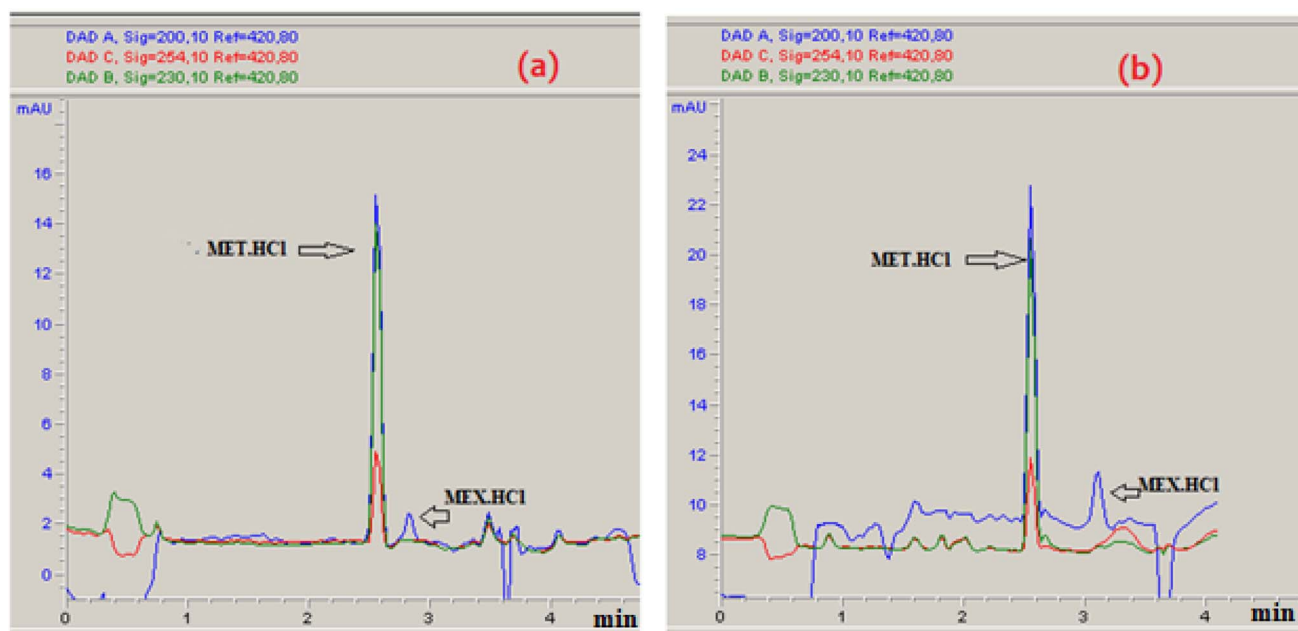 DAD A, Sig=200,10 Ref=420,80
DAD C, Sig=254,10 Ref=420,80
DAD B, Sig=230,10 Ref=420,80
(a)
mAU
16
14
12
10
8
6
4
2
0
MET.HCl
MEX.HCl
0 1 2 3 4 min
DAD A, Sig=200,10 Ref=420,80
DAD C, Sig=254,10 Ref=420,80
DAD B, Sig=230,10 Ref=420,80
(b)
mAU
24
22
20
18
16
14
12
10
8
MET.HCl
MEX.HCl
0 1 2 3 4 min